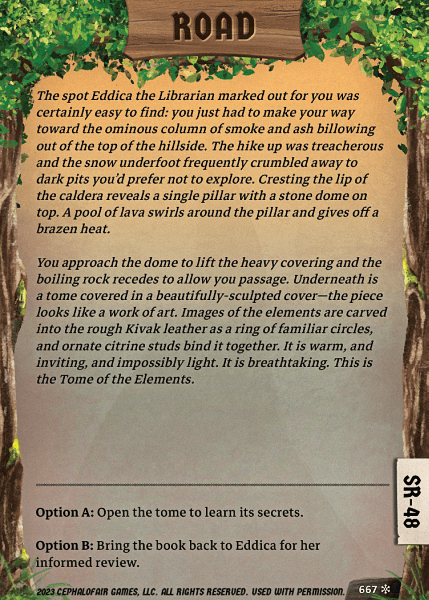 ROAD
The spot Eddica the Librarian marked out for you was
certainly easy to find: you just had to make your way
toward the ominous column of smoke and ash billowing
out of the top of the hillside. The hike up was treacherous
and the snow underfoot frequently crumbled away to
dark pits you'd prefer not to explore. Cresting the lip of
the caldera reveals a single pillar with a stone dome on
top. A pool of lava swirls around the pillar and gives off a
brazen heat.
You approach the dome to lift the heavy covering and the
boiling rock recedes to allow you passage. Underneath is
a tome covered in a beautifully-sculpted cover—the piece
looks like a work of art. Images of the elements are carved
into the rough Kivak leather as a ring of familiar circles,
and ornate citrine studs bind it together. It is warm, and
inviting, and impossibly light. It is breathtaking. This is
the Tome of the Elements.
Option A: Open the tome to learn its secrets.
Option B: Bring the book back to Eddica for her
informed review.
SR-48
2023 CEPHALOFAIR GAMES, LLC. ALL RIGHTS RESERVED. USED WITH PERMISSION.
667